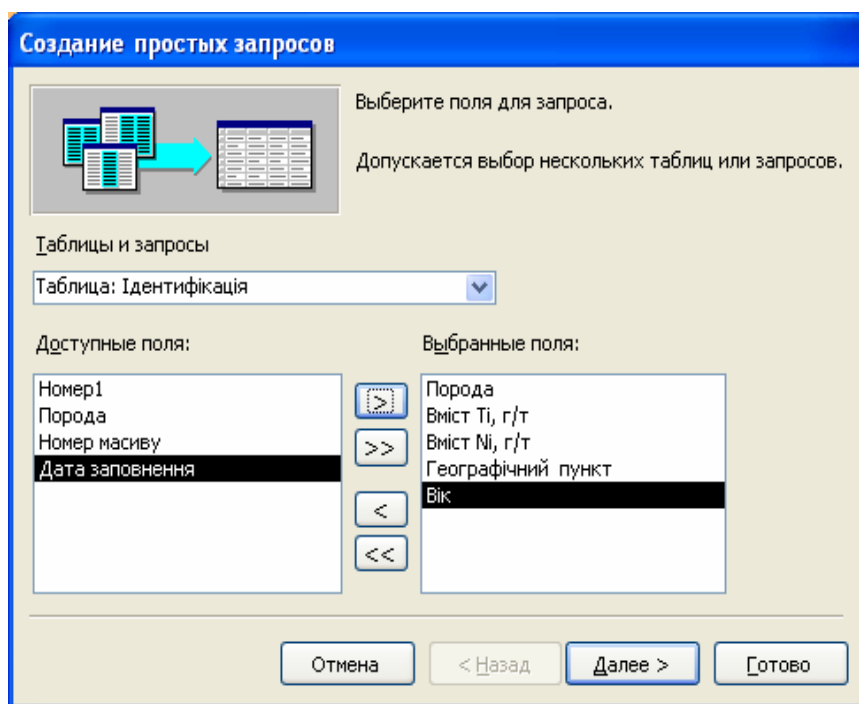 Создание простых запросов
Выберите поля для запроса.
Допускается выбор нескольких таблиц или запросов.
Таблицы и запросы
Таблица: Ідентифікація
Доступные поля:
Выбранные поля:
Номер1
Порода
Номер масиву
Дата заповнення
>
>>
<
<<
Порода
Вміст Ti, г/т
Вміст Ni, г/т
Географічний пункт
Вік
Отмена
< Назад
Далее >
Готово